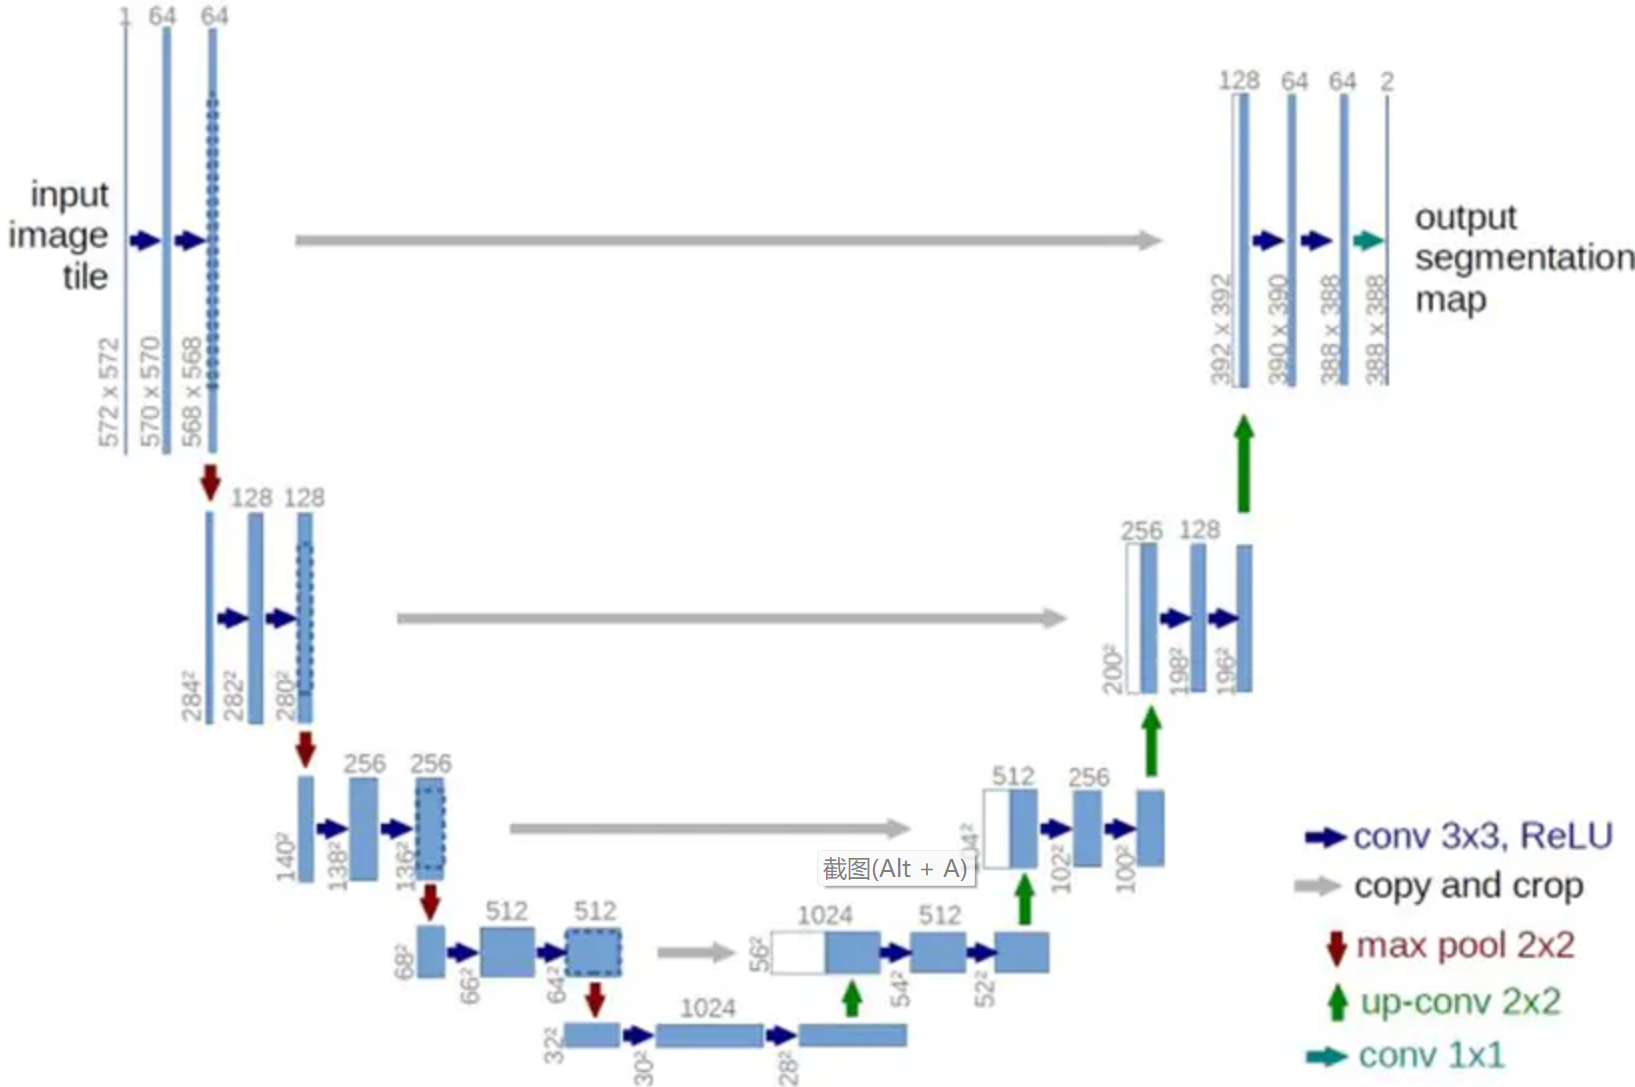 1 64 64
input
image
tile
572 x 572
570 x 570
568 x 568
128 64 64 2
392 x 392
390 x 390
388 x 388
388 x 388
output
segmentation
map
128 128
284²
282²
280²
256 128
200²
198²
196²
256 256
140²
138²
136²
512 256
102²
100²
截图(Alt + A)
512 512
68²
66²
64²
1024 512
56²
54²
52²
1024
32²
30²
28²
conv 3x3, ReLU
copy and crop
max pool 2x2
up-conv 2x2
conv 1x1